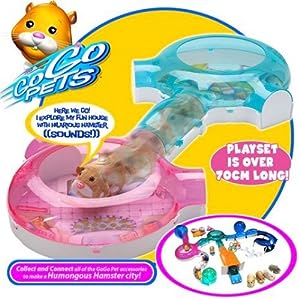 GoGo
PETS
HERE WE GO!
I EXPLORE MY FUN HOUSE
WITH HILARIOUS HAMSTER
((SOUNDS!))
PLAYSET
IS OVER
70CM LONG!
Collect and Connect all of the GoGo Pet accessories
to make a Humongous Hamster city!